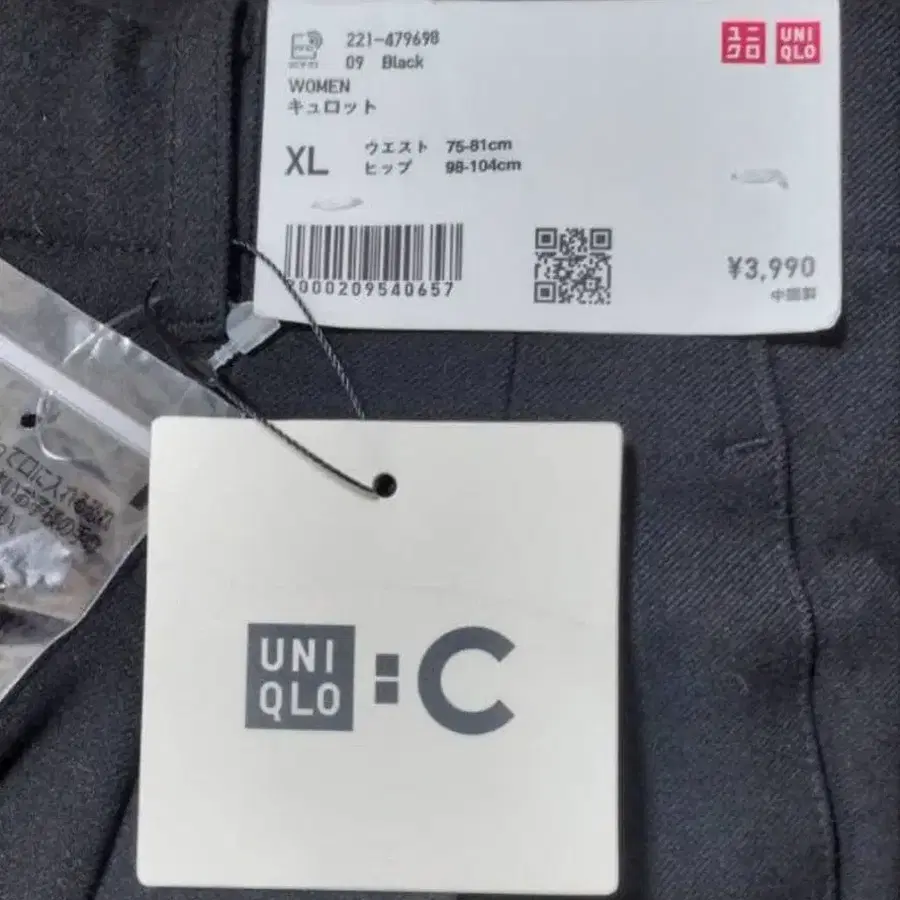 221-479698
09 Black
WOMEN
キュロット
XL
ウエスト 75-81cm
ヒップ 98-104cm
ユニ
クロ
UNI
QLO
000209540657
¥3,990
中国製
UNI
QLO
:C